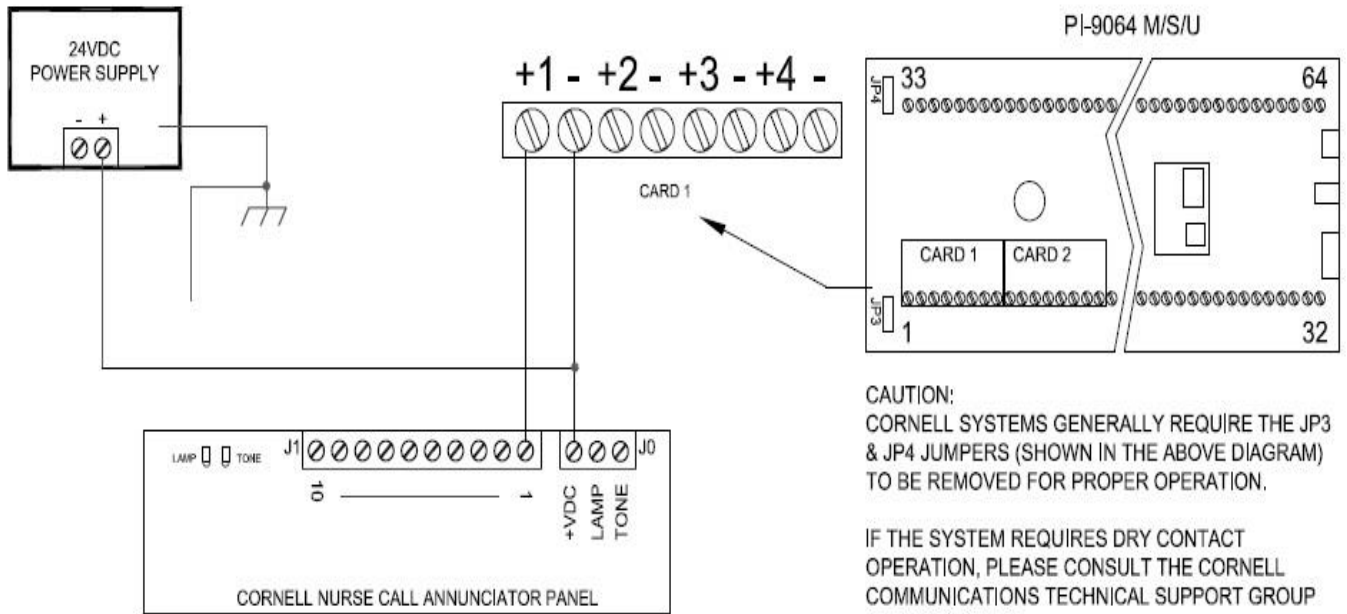 24VDC
POWER SUPPLY
- +
+1 - +2 - +3 - +4 -
CARD 1
PI-9064 M/S/U
JP4
33
64
CARD 1
CARD 2
JP3
1
32
CAUTION:
CORNELL SYSTEMS GENERALLY REQUIRE THE JP3
& JP4 JUMPERS (SHOWN IN THE ABOVE DIAGRAM)
TO BE REMOVED FOR PROPER OPERATION.
IF THE SYSTEM REQUIRES DRY CONTACT
OPERATION, PLEASE CONSULT THE CORNELL
COMMUNICATIONS TECHNICAL SUPPORT GROUP
LAMP
TONE
J1
J0
10
1
+VDC
LAMP
TONE
CORNELL NURSE CALL ANNUNCIATOR PANEL